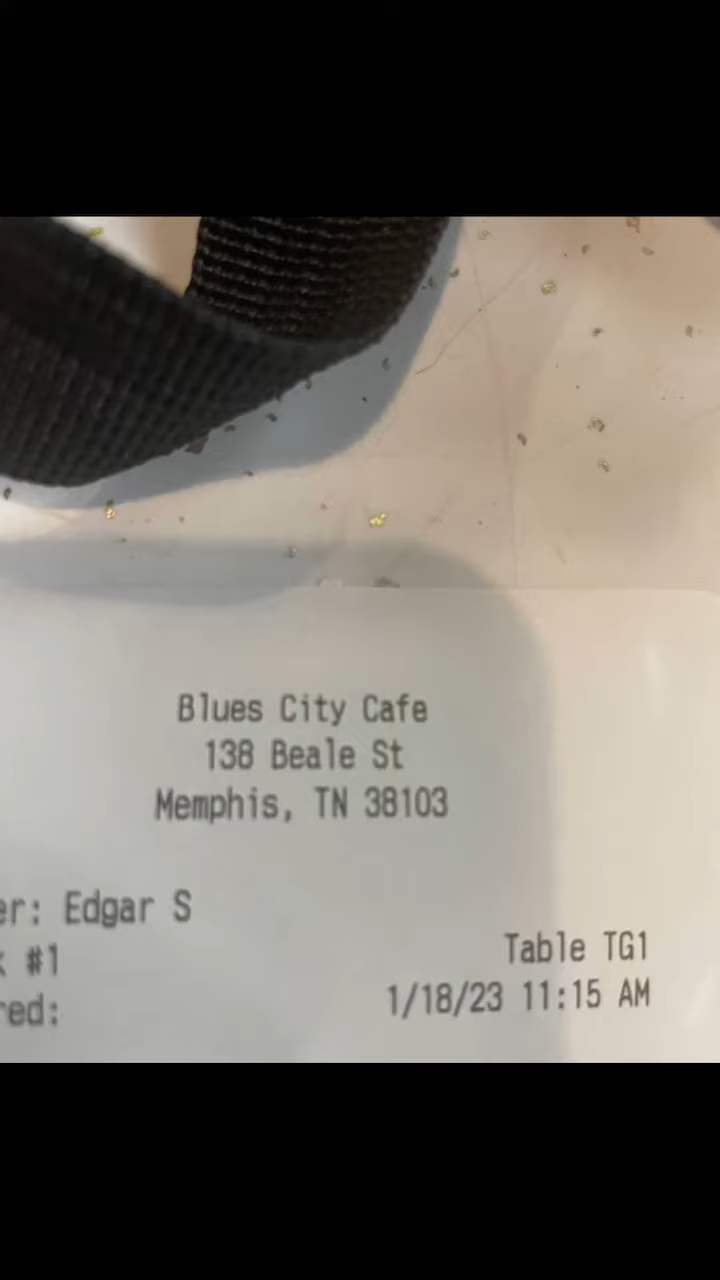 Blues City Cafe
138 Beale St
Memphis, TN 38103
er: Edgar S
#1
Table TG1
red:
1/18/23 11:15 AM